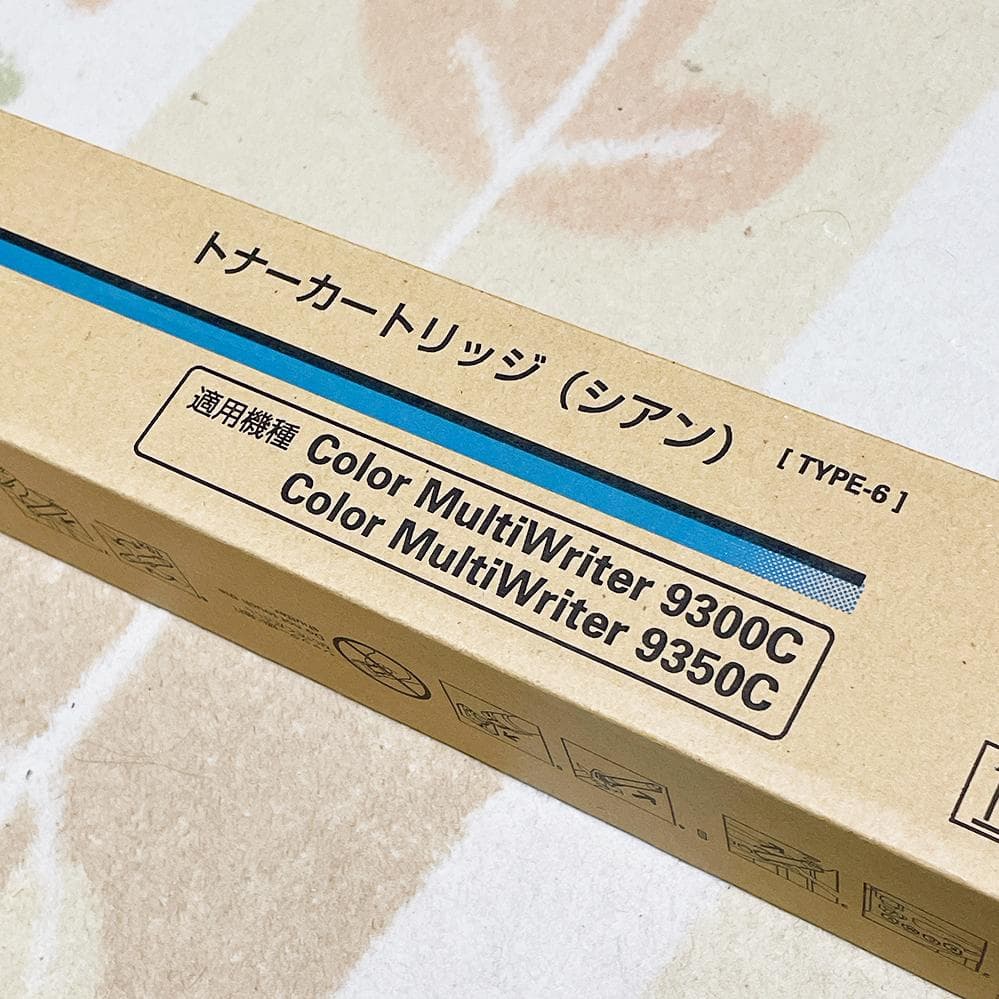 トナーカートリッジ（シアン） [ TYPE-6 ]
適用機種 Color MultiWriter 9300C
Color MultiWriter 9350C